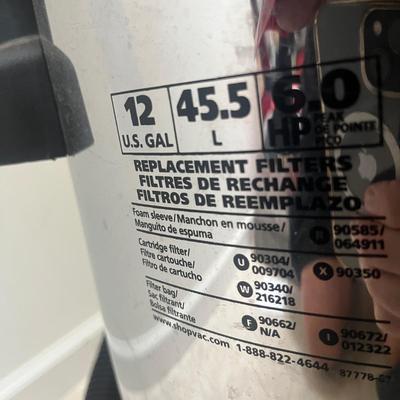 12
U.S. GAL
45.5
L
6.0
HP PEAK
DE POINTE
PICO
REPLACEMENT FILTERS
FILTRES DE RECHANGE
FILTROS DE REEMPLAZO
Foam sleeve/Manchon en mousse/
Manguito de espuma
R 90585/
064911
Cartridge filter/
Filtre cartouche/
Filtro de cartucho
U 90304/
009704
X 90350
W 90340/
216218
Filter bag/
Sac filtrant/
Bolsa filtrante
F 90662/
N/A
I 90672/
012322
www.shopvac.com 1-888-822-4644